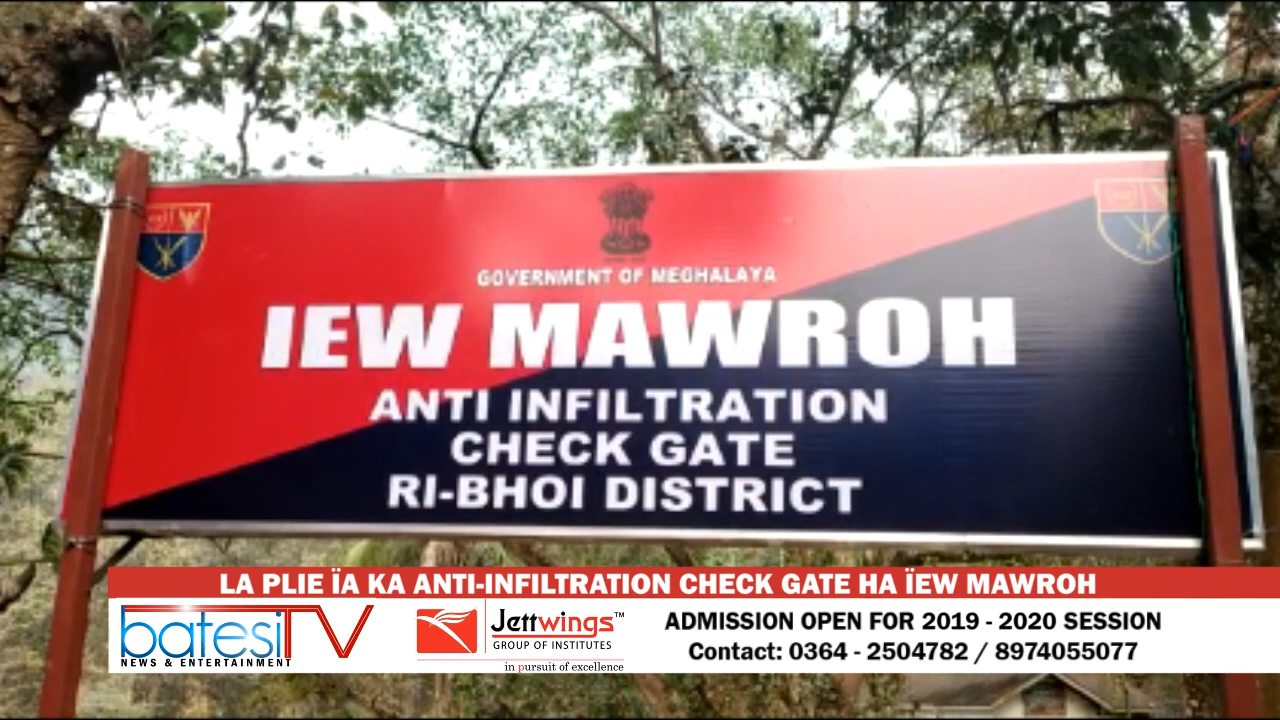 GOVERNMENT OF MEGHALAYA
IEW MAWROH
ANTI INFILTRATION
CHECK GATE
RI-BHOI DISTRICT
LA PLIE ÏA KA ANTI-INFILTRATION CHECK GATE HA ÏEW MAWROH
batesi TV
NEWS & ENTERTAINMENT
Jettwings™
GROUP OF INSTITUTES
in pursuit of excellence
ADMISSION OPEN FOR 2019 - 2020 SESSION
Contact: 0364 - 2504782 / 8974055077